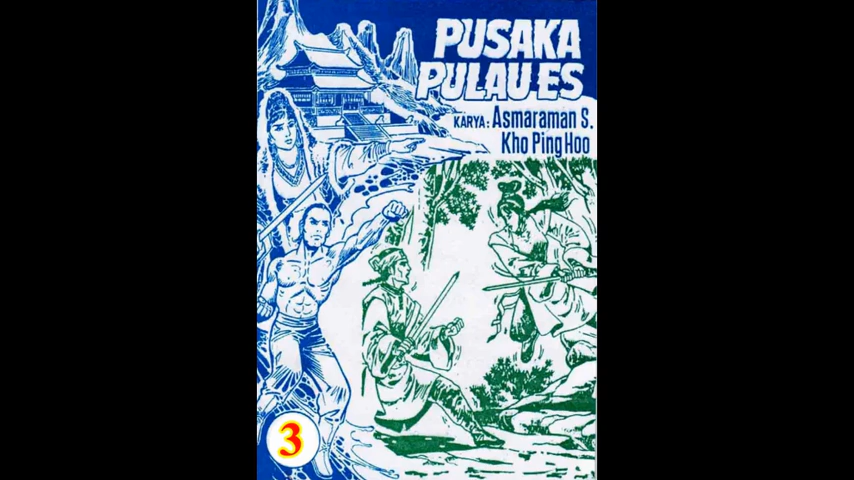 PUSAKA
PULAU ES
KARYA: Asmaraman S.
Kho Ping Hoo
3